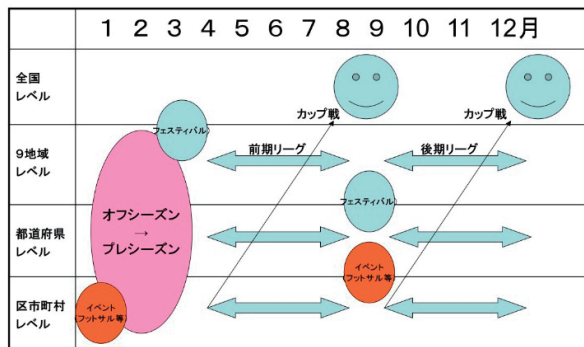 1 2 3 4 5 6 7 8 9 10 11 12月
全国
レベル
カップ戦
カップ戦
フェスティバル
9地域
レベル
前期リーグ
後期リーグ
オフシーズン
→
プレシーズン
フェスティバル
都道府県
レベル
イベント
(フットサル等)
区市町村
レベル
イベント
(フットサル等)